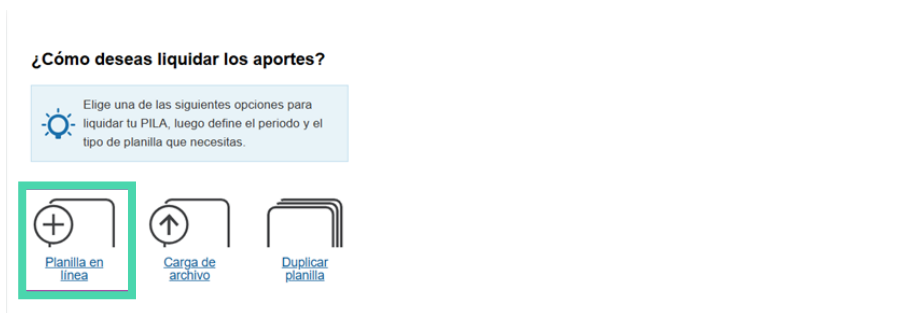 ¿Cómo deseas liquidar los aportes?
Elige una de las siguientes opciones para
liquidar tu PILA, luego define el periodo y el
tipo de planilla que necesitas.
Planilla en
línea
Carga de
archivo
Duplicar
planilla